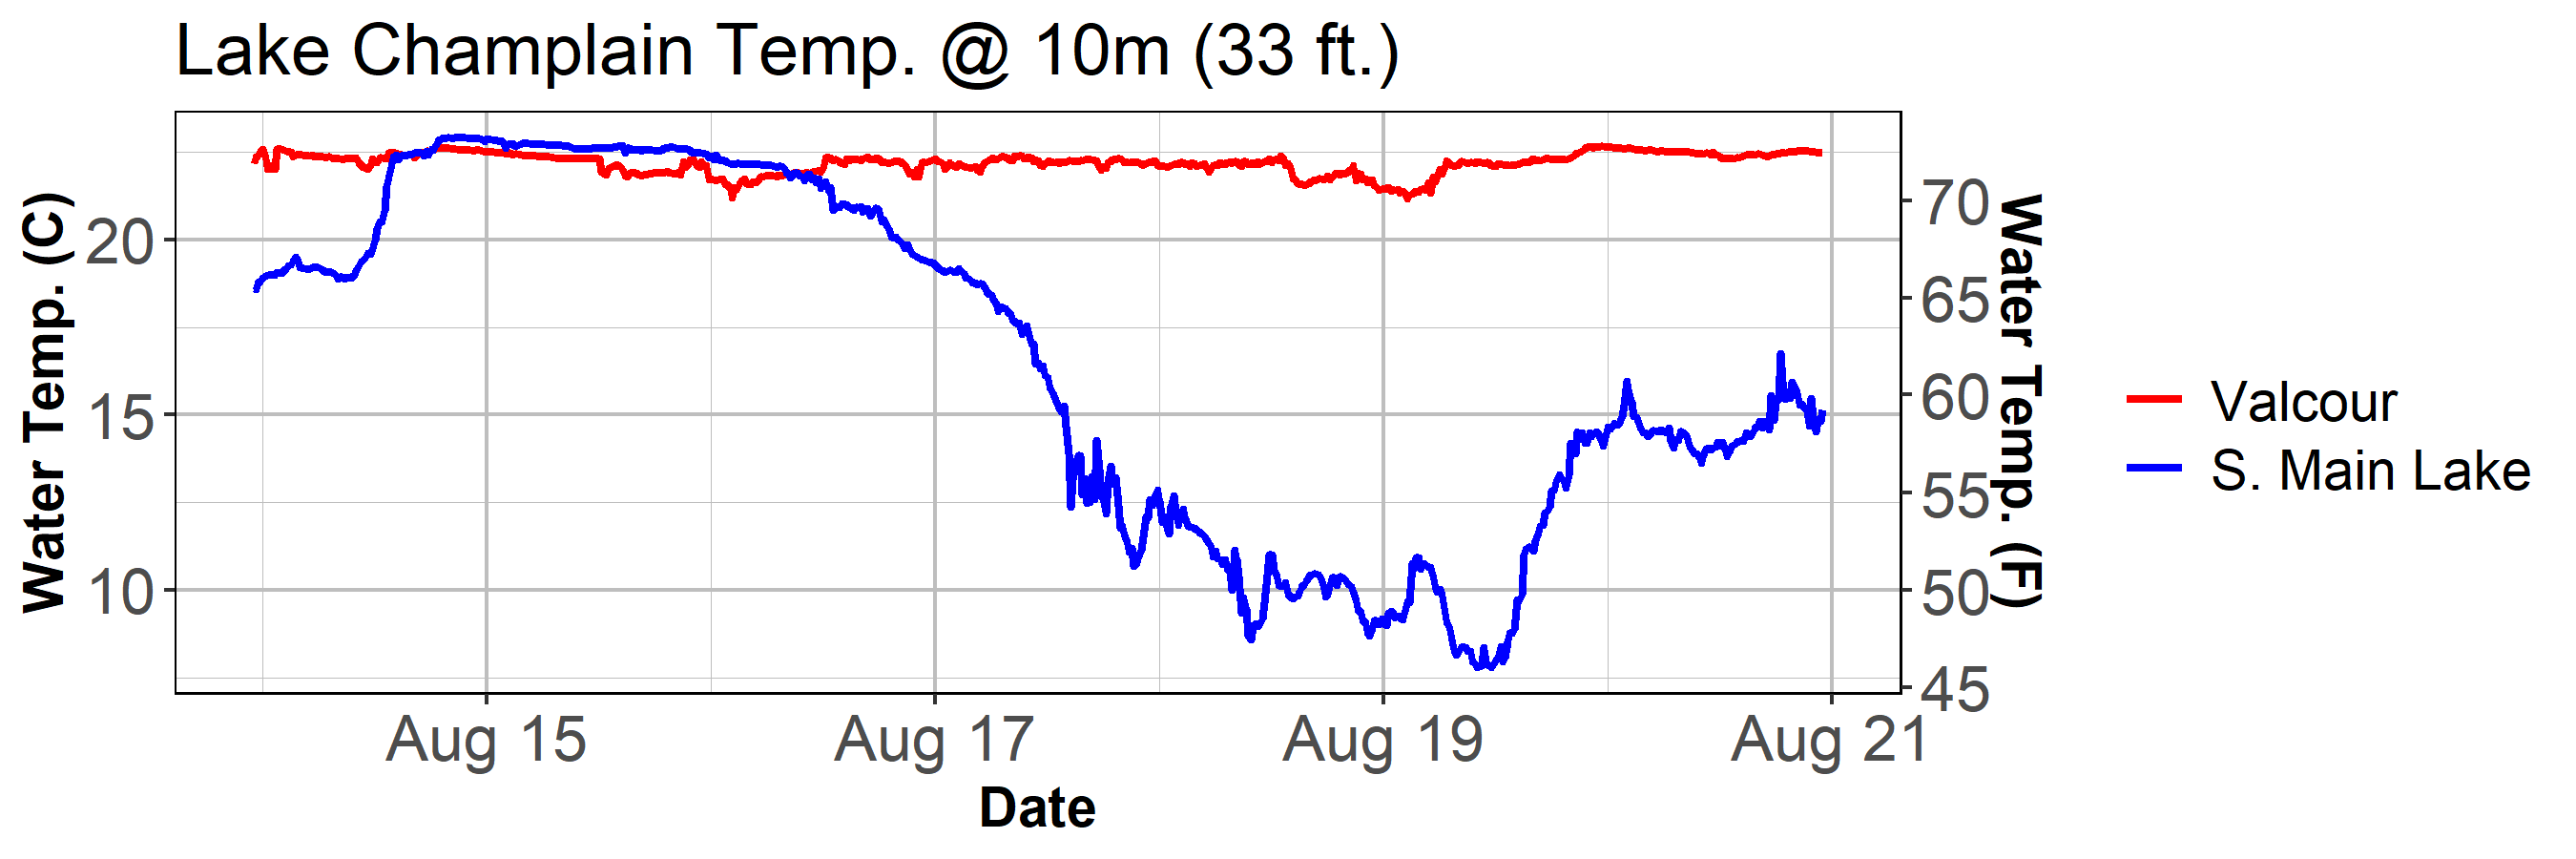 Lake Champlain Temp. @ 10m (33 ft.)
Water Temp. (C)
20
15
10
70
65
60
55
50
45
Water Temp. (F)
Aug 15
Aug 17
Aug 19
Aug 21
Date
Valcour
S. Main Lake